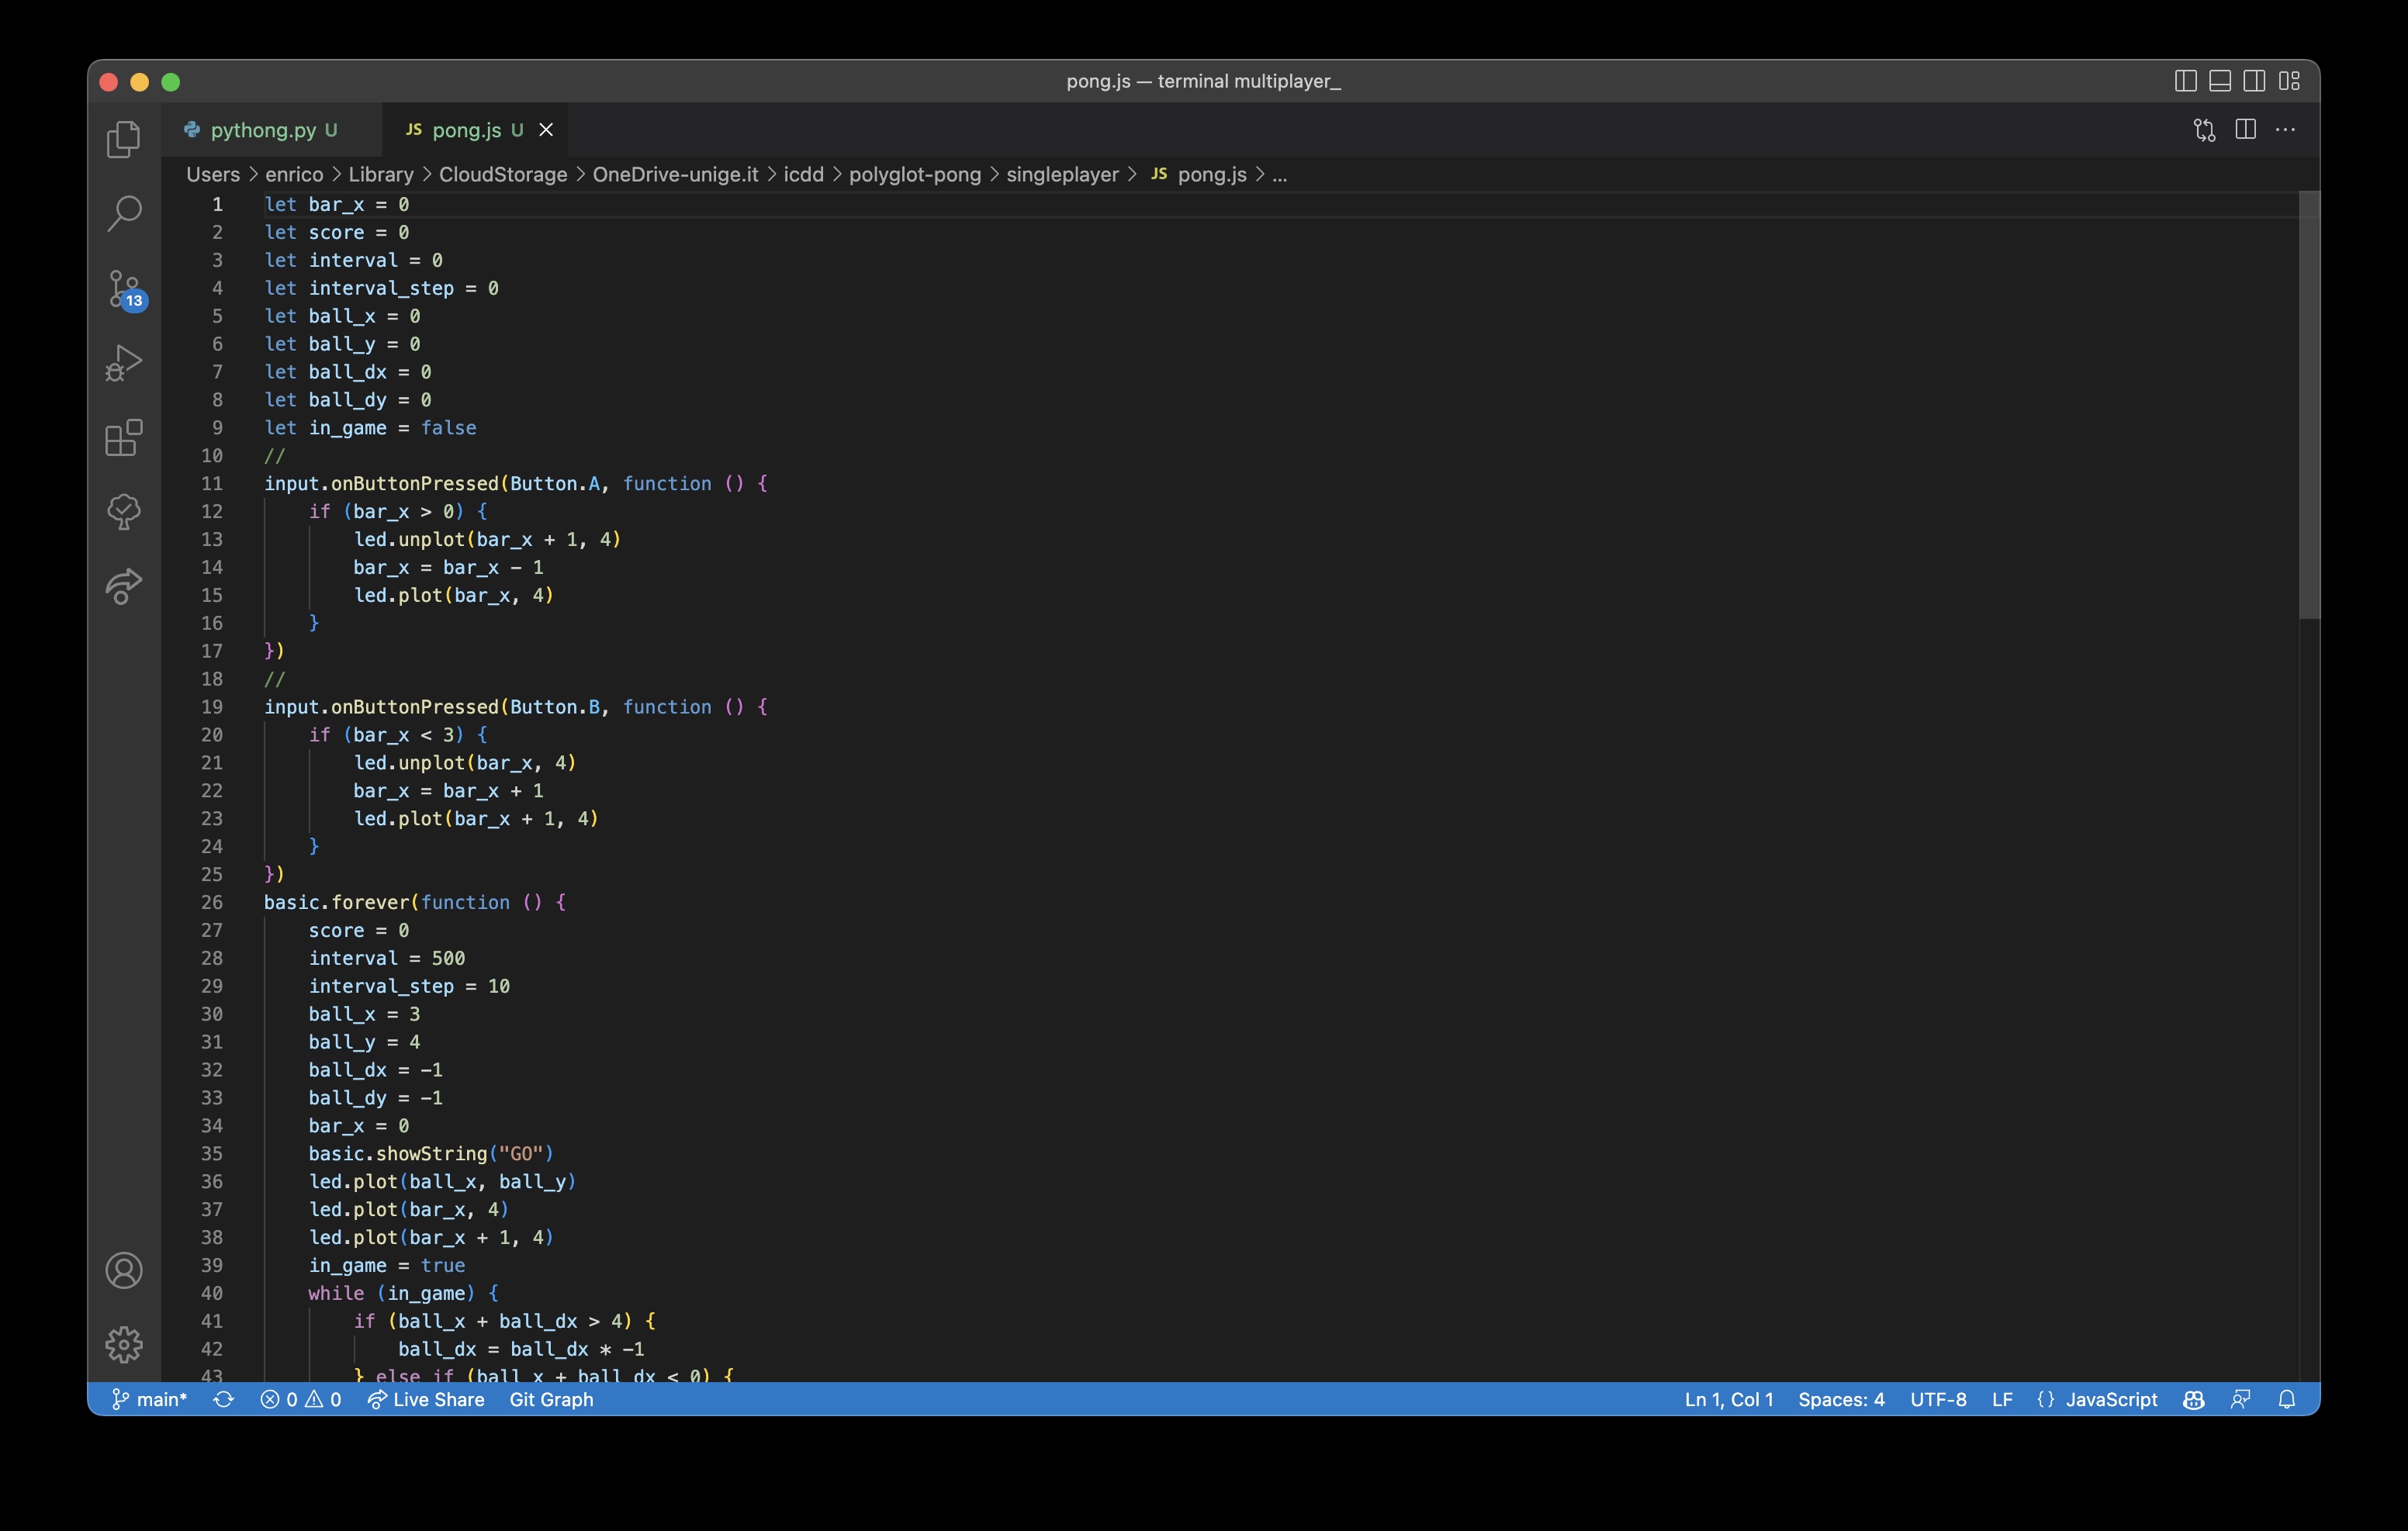 pong.js — terminal multiplayer_
pythong.py U
JS pong.js U
Users > enrico > Library > CloudStorage > OneDrive-unige.it > icdd > polyglot-pong > singleplayer > JS pong.js > ...
13
1 let bar_x = 0
2 let score = 0
3 let interval = 0
4 let interval_step = 0
5 let ball_x = 0
6 let ball_y = 0
7 let ball_dx = 0
8 let ball_dy = 0
9 let in_game = false
10 //
11 input.onButtonPressed(Button.A, function () {
12     if (bar_x > 0) {
13         led.unplot(bar_x + 1, 4)
14         bar_x = bar_x - 1
15         led.plot(bar_x, 4)
16     }
17 })
18 //
19 input.onButtonPressed(Button.B, function () {
20     if (bar_x < 3) {
21         led.unplot(bar_x, 4)
22         bar_x = bar_x + 1
23         led.plot(bar_x + 1, 4)
24     }
25 })
26 basic.forever(function () {
27     score = 0
28     interval = 500
29     interval_step = 10
30     ball_x = 3
31     ball_y = 4
32     ball_dx = -1
33     ball_dy = -1
34     bar_x = 0
35     basic.showString("GO")
36     led.plot(ball_x, ball_y)
37     led.plot(bar_x, 4)
38     led.plot(bar_x + 1, 4)
39     in_game = true
40     while (in_game) {
41         if (ball_x + ball_dx > 4) {
42             ball_dx = ball_dx * -1
43         } else if (ball_x + ball_dx < 0) {
main* 0 0 Live Share Git Graph Ln 1, Col 1 Spaces: 4 UTF-8 LF {} JavaScript